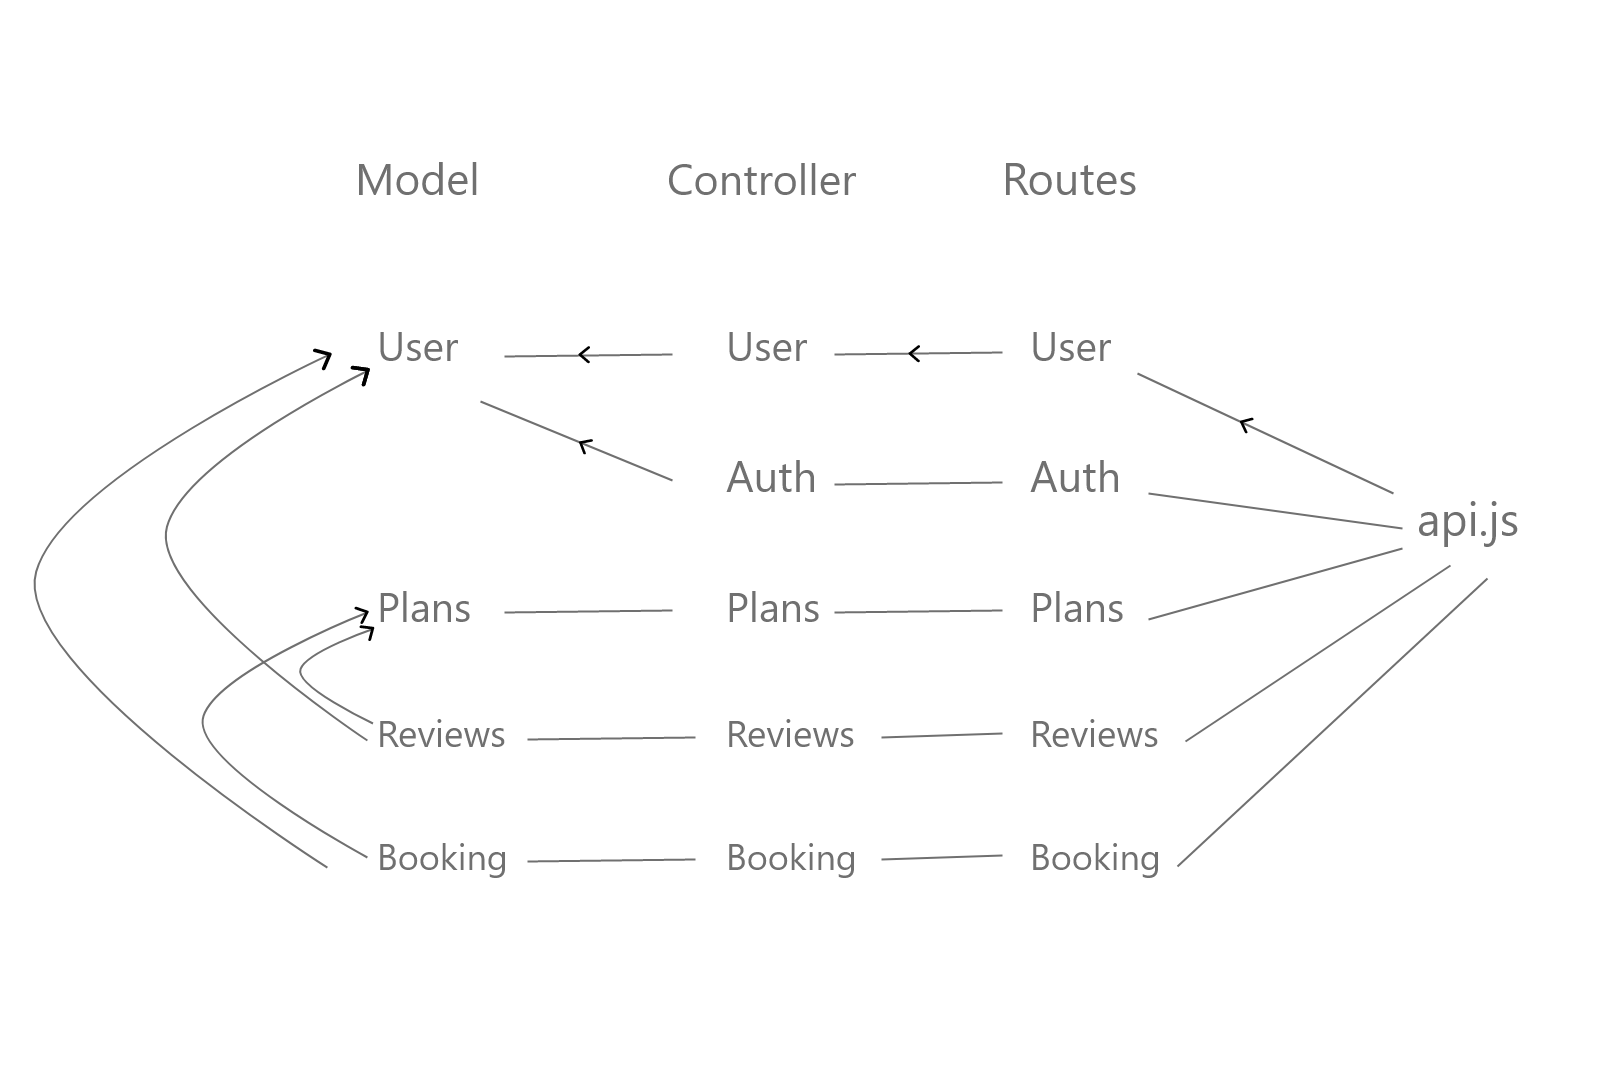 Model Controller Routes
User User User
Auth Auth
api.js
Plans Plans Plans
Reviews Reviews Reviews
Booking Booking Booking